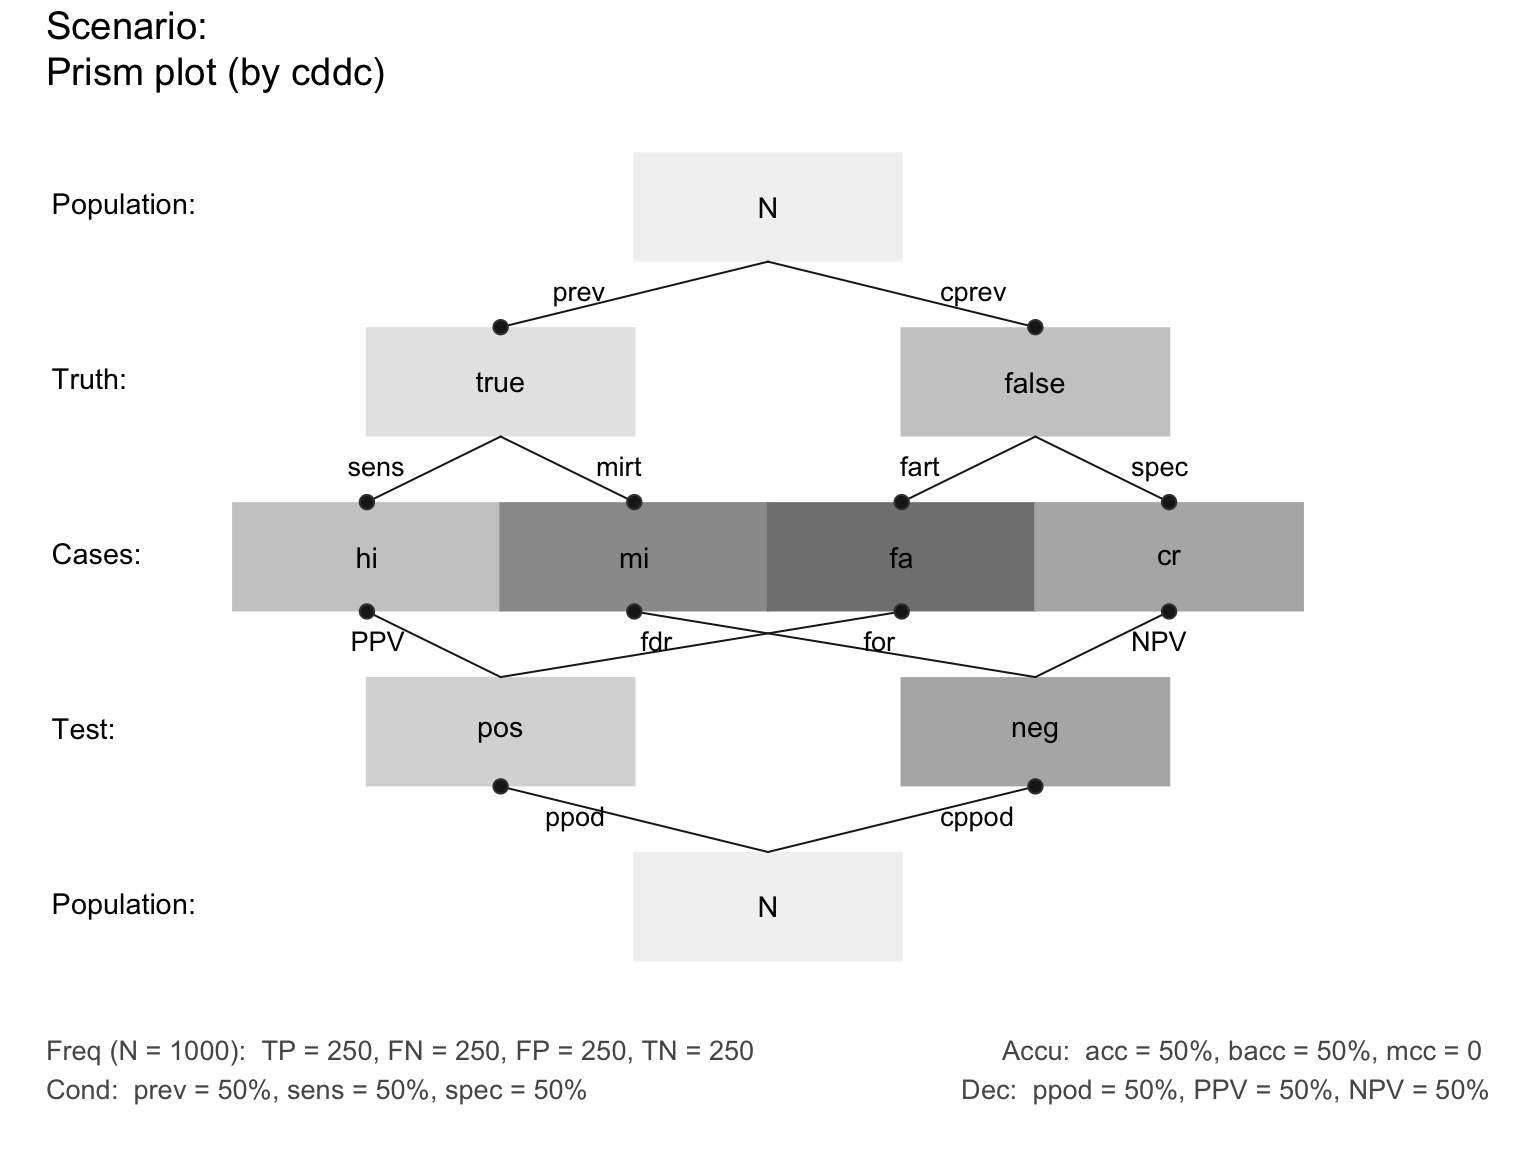 Scenario:
Prism plot (by cddc)
Population:
N
prev
cprev
Truth:
true
false
sens
mirt
fart
spec
Cases:
hi
mi
fa
cr
PPV
fdr
for
NPV
Test:
pos
neg
ppod
cppod
Population:
N
Freq (N = 1000):  TP = 250, FN = 250, FP = 250, TN = 250
Accu:  acc = 50%, bacc = 50%, mcc = 0
Cond:  prev = 50%, sens = 50%, spec = 50%
Dec:  ppod = 50%, PPV = 50%, NPV = 50%